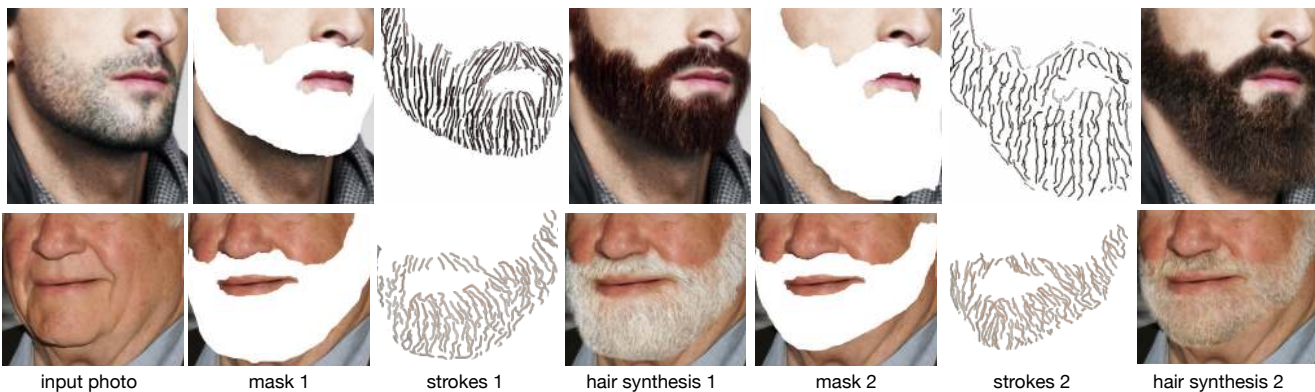 input photo mask 1 strokes 1 hair synthesis 1 mask 2 strokes 2 hair synthesis 2